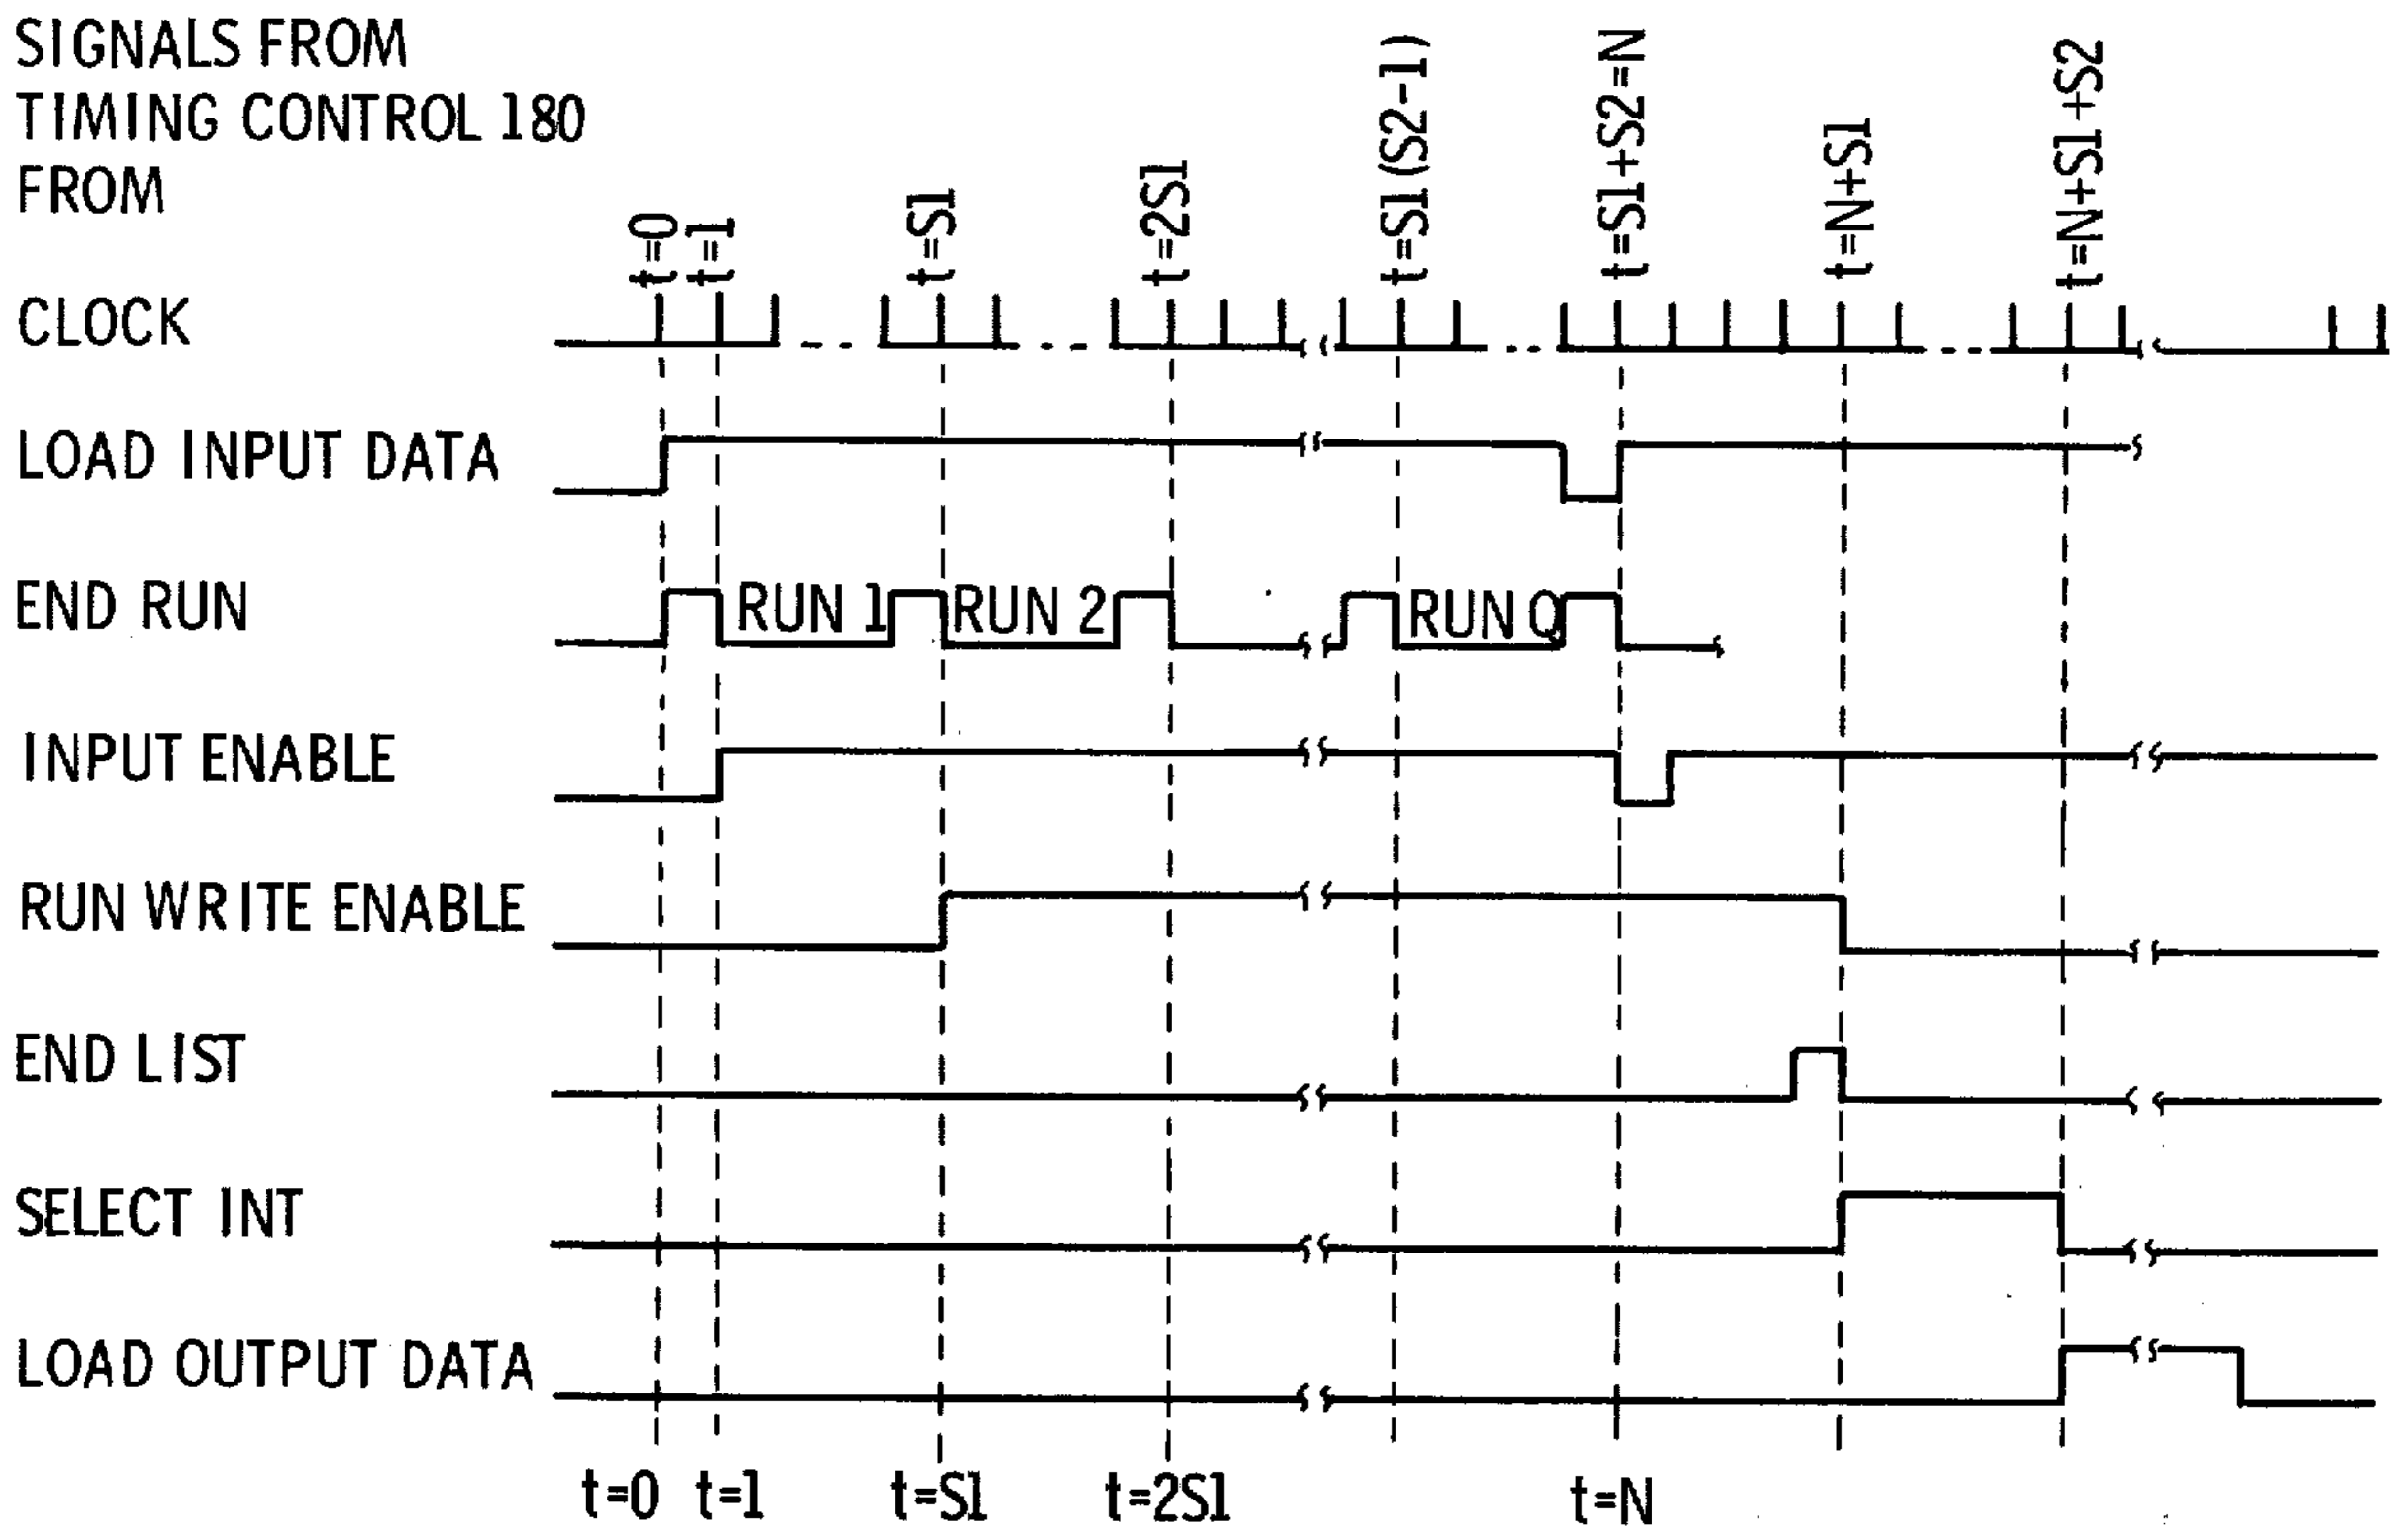 SIGNALS FROM
TIMING CONTROL 180
FROM
t=0
t=1
t=S1
t=2S1
t=S1(S2-1)
t=S1+S2=N
t=N+S1
t=N+S1+S2
CLOCK
LOAD INPUT DATA
END RUN
RUN 1
RUN 2
RUN Q
INPUT ENABLE
RUN WRITE ENABLE
END LIST
SELECT INT
LOAD OUTPUT DATA
t=0
t=1
t=S1
t=2S1
t=N